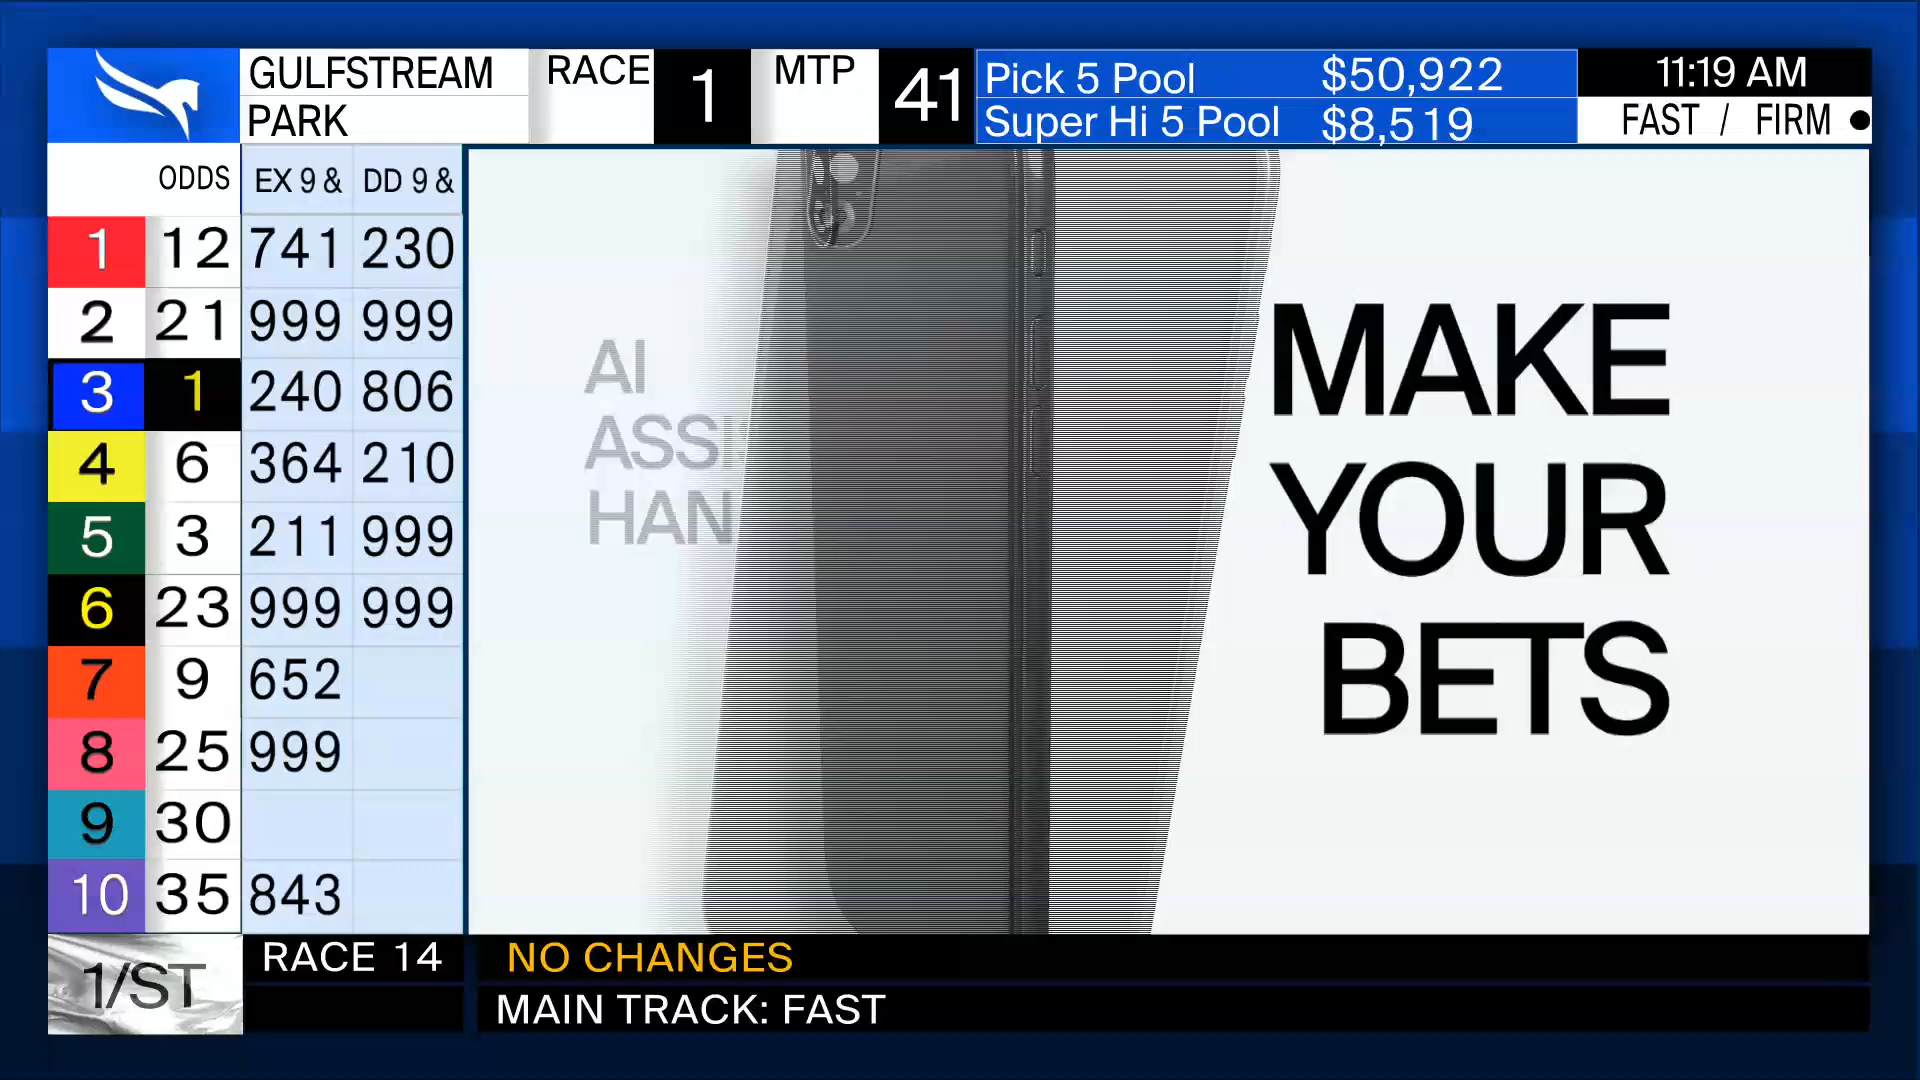 GULFSTREAM
PARK
RACE 1 MTP 41
Pick 5 Pool $50,922
Super Hi 5 Pool $8,519
11:19 AM
FAST / FIRM
ODDS EX 9 & DD 9 &
1 12 741 230
2 21 999 999
3 1 240 806
4 6 364 210
5 3 211 999
6 23 999 999
7 9 652
8 25 999
9 30
10 35 843
AI
HAN
MAKE
YOUR
BETS
1/ST
RACE 14 NO CHANGES
MAIN TRACK: FAST